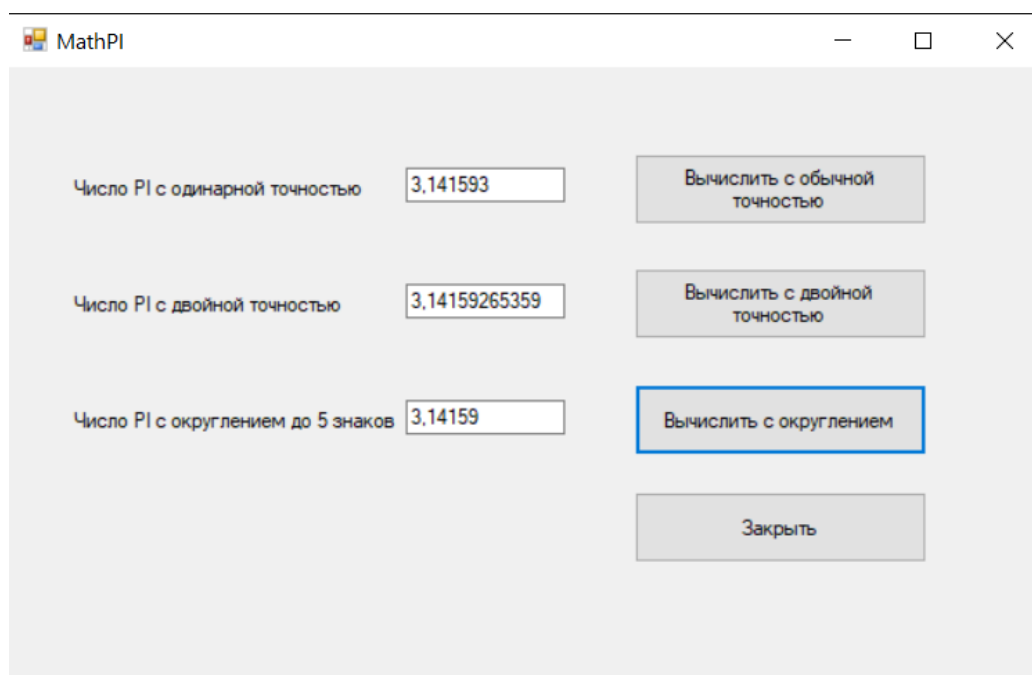 MathPI
Число PI с одинарной точностью
3,141593
Вычислить с обычной
точностью
Число PI с двойной точностью
3,14159265359
Вычислить с двойной
точностью
Число PI с округлением до 5 знаков
3,14159
Вычислить с округлением
Закрыть